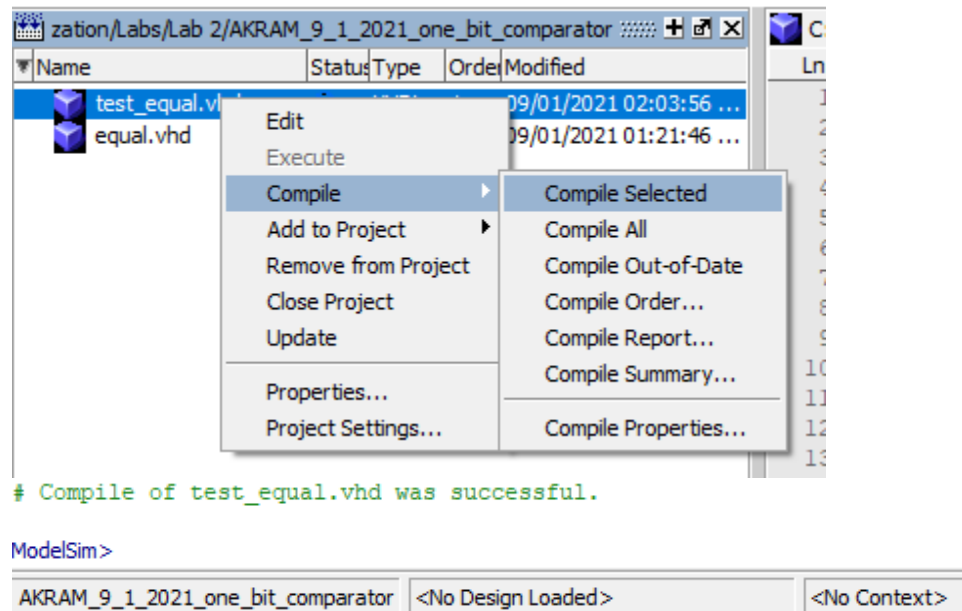 zation/Labs/Lab 2/AKRAM_9_1_2021_one_bit_comparator
Name Status Type Order Modified
Ln
test_equal.v 09/01/2021 02:03:56 ...
equal.vhd 09/01/2021 01:21:46 ...
Edit
Execute
Compile
Add to Project
Remove from Project
Close Project
Update
Properties...
Project Settings...
Compile Selected
Compile All
Compile Out-of-Date
Compile Order...
Compile Report...
Compile Summary...
Compile Properties...
# Compile of test_equal.vhd was successful.
ModelSim>
AKRAM_9_1_2021_one_bit_comparator <No Design Loaded> <No Context>